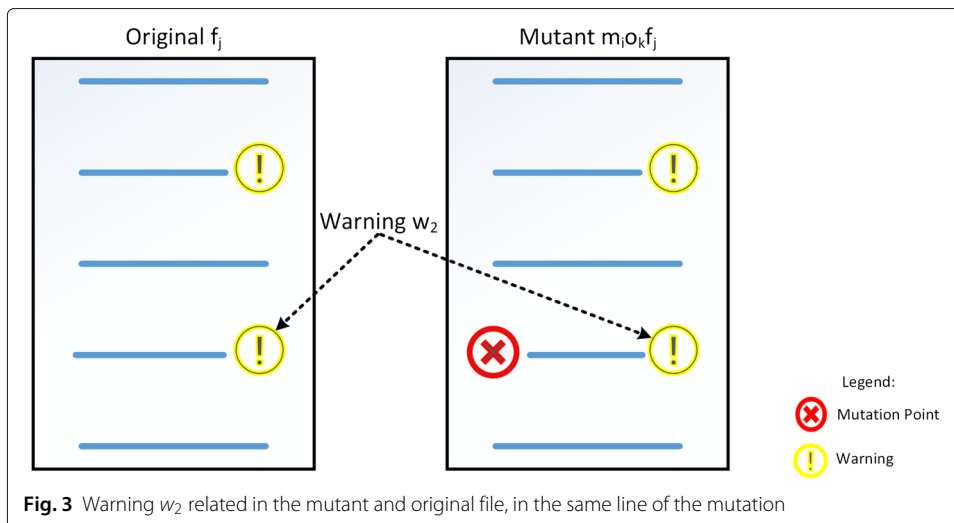 Original fj
Mutant miokfj
Warning w2
Legend:
Mutation Point
Warning
Fig. 3 Warning w2 related in the mutant and original file, in the same line of the mutation